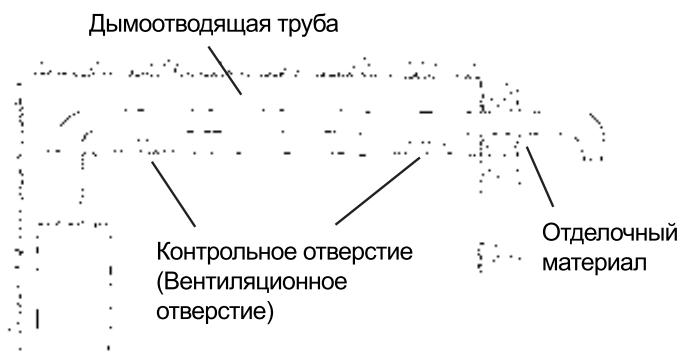 Дымоотводящая труба
Контрольное отверстие
(Вентиляционное
отверстие)
Отделочный
материал